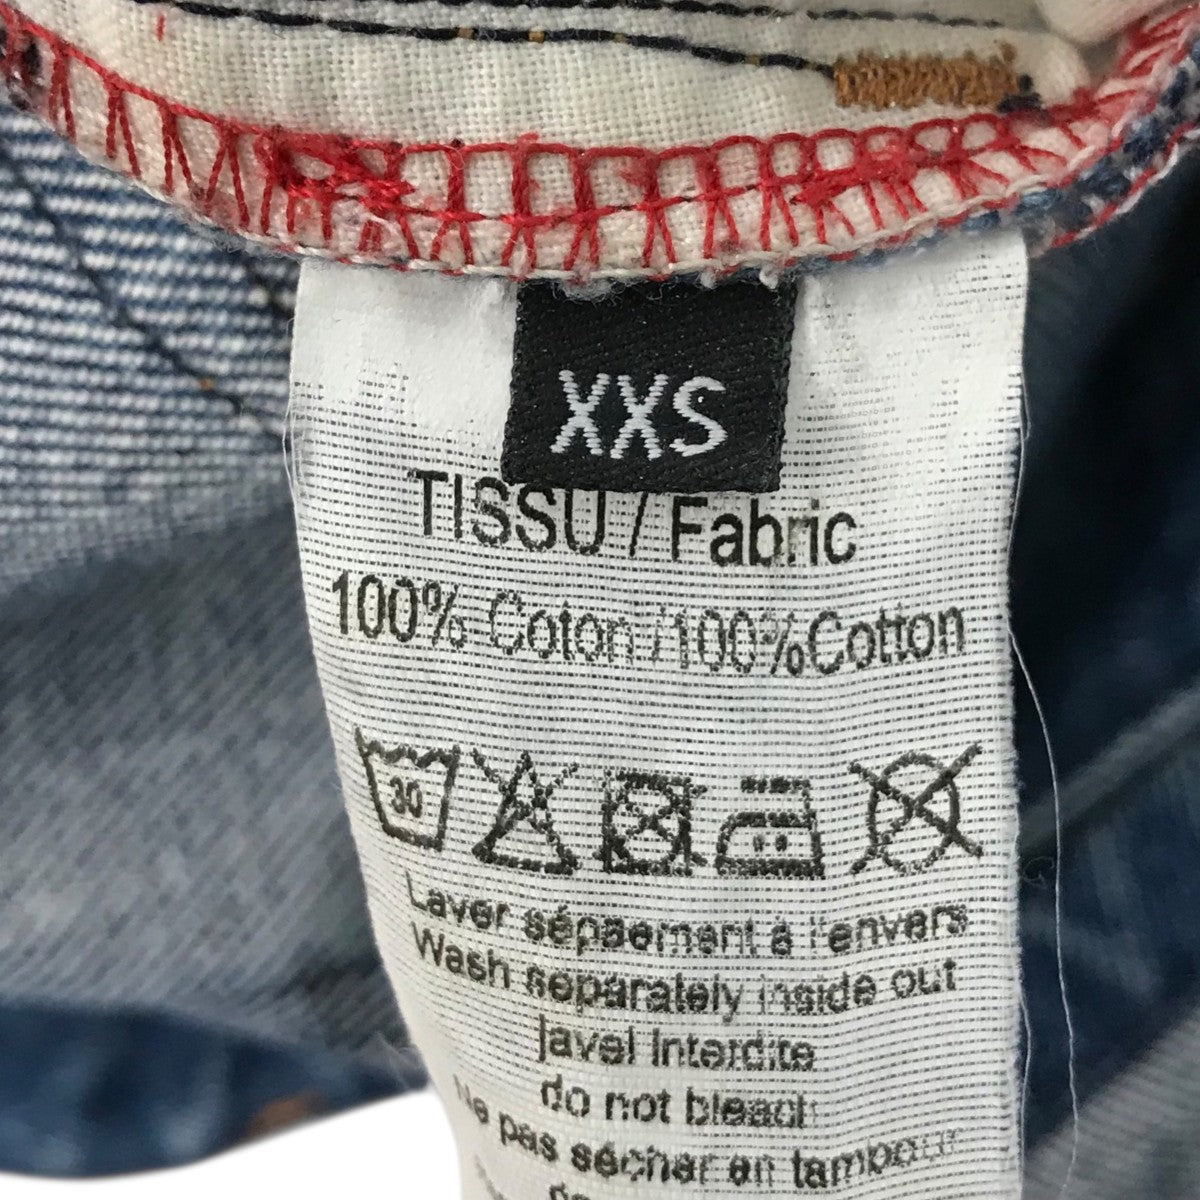 XXS
TISSU / Fabric
100% Coton /100%Cotton
30
Laver sépaement à l'envers
Wash separately inside out
javel Interdite
do not bleach
Ne pas sécher en tambour